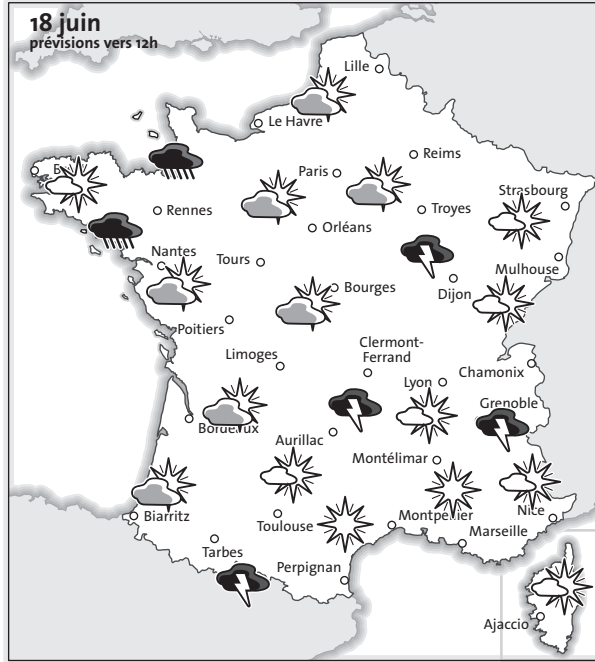 18 juin
prévisions vers 12h
Lille
Le Havre
Reims
Paris
Strasbourg
Rennes
Troyes
Orléans
Nantes
Tours
Mulhouse
Bourges
Dijon
Poitiers
Clermont-
Ferrand
Limoges
Chamonix
Lyon
Grenoble
Bordeaux
Aurillac
Montélimar
Biarritz
Toulouse
Montpellier
Nice
Marseille
Tarbes
Perpignan
Ajaccio